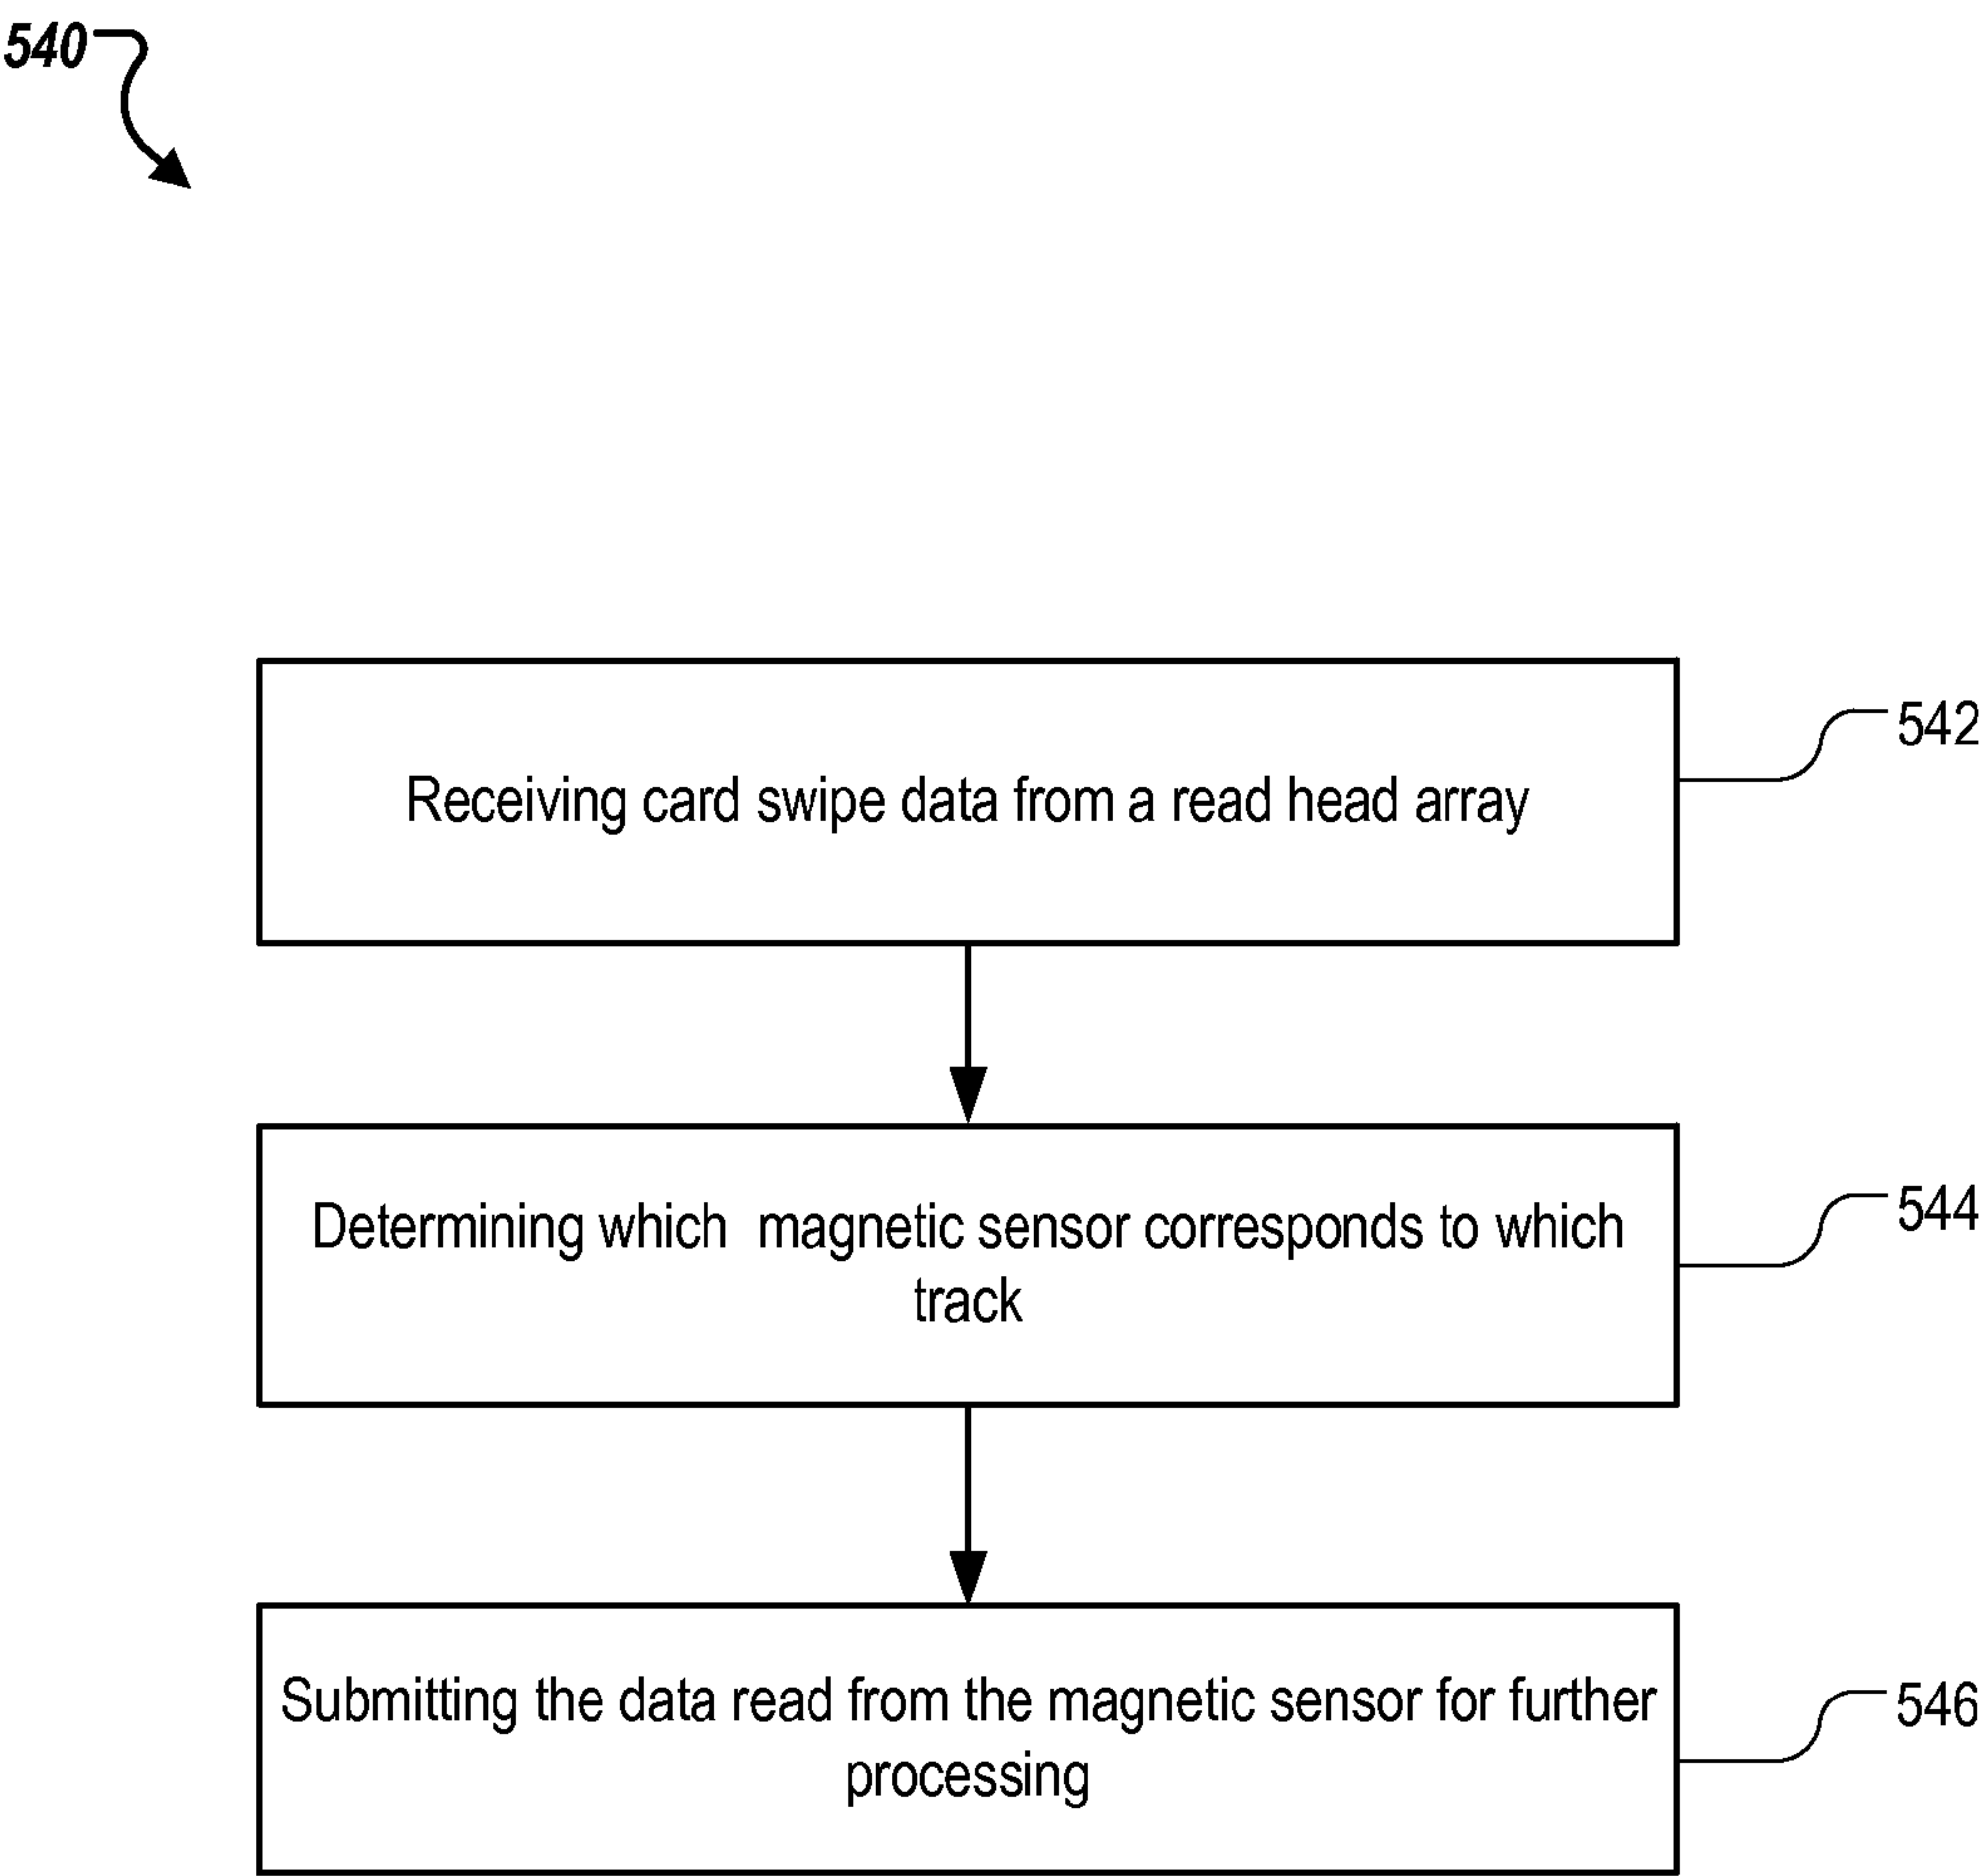 540
Receiving card swipe data from a read head array
542
Determining which magnetic sensor corresponds to which
track
544
Submitting the data read from the magnetic sensor for further
processing
546